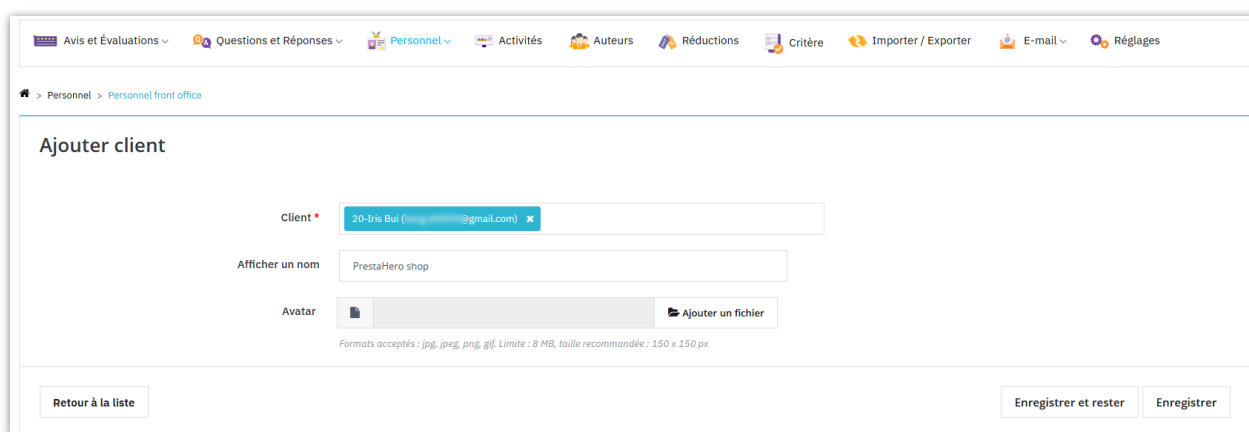 Avis et Évaluations Questions et Réponses Personnel Activités Auteurs Réductions Critère Importer / Exporter E-mail Réglages
> Personnel > Personnel front office
Ajouter client
Client * 20-Iris Bui ( @gmail.com) ×
Afficher un nom PrestaHero shop
Avatar Ajouter un fichier
Formats acceptés : jpg, jpeg, png, gif. Limite : 8 MB, taille recommandée : 150 x 150 px
Retour à la liste Enregistrer et rester Enregistrer